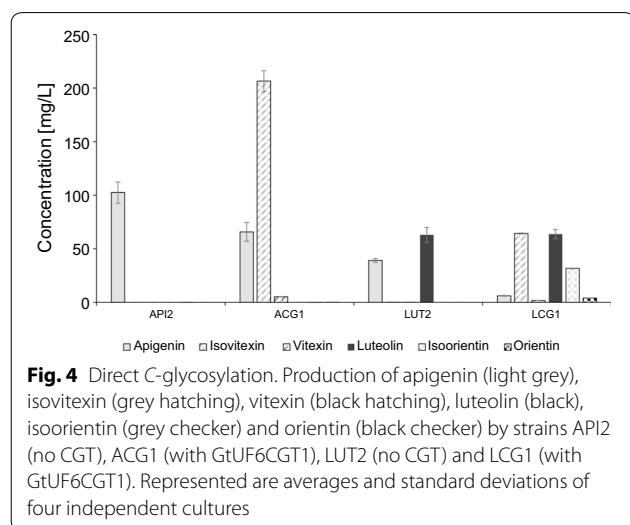 250
200
150
100
50
0
Concentration [mg/L]
API2 ACG1 LUT2 LCG1
Apigenin Isovitexin Vitexin Luteolin Isoorientin Orientin
Fig. 4 Direct C-glycosylation. Production of apigenin (light grey),
isovitexin (grey hatching), vitexin (black hatching), luteolin (black),
isoorientin (grey checker) and orientin (black checker) by strains API2
(no CGT), ACG1 (with GtUF6CGT1), LUT2 (no CGT) and LCG1 (with
GtUF6CGT1). Represented are averages and standard deviations of
four independent cultures